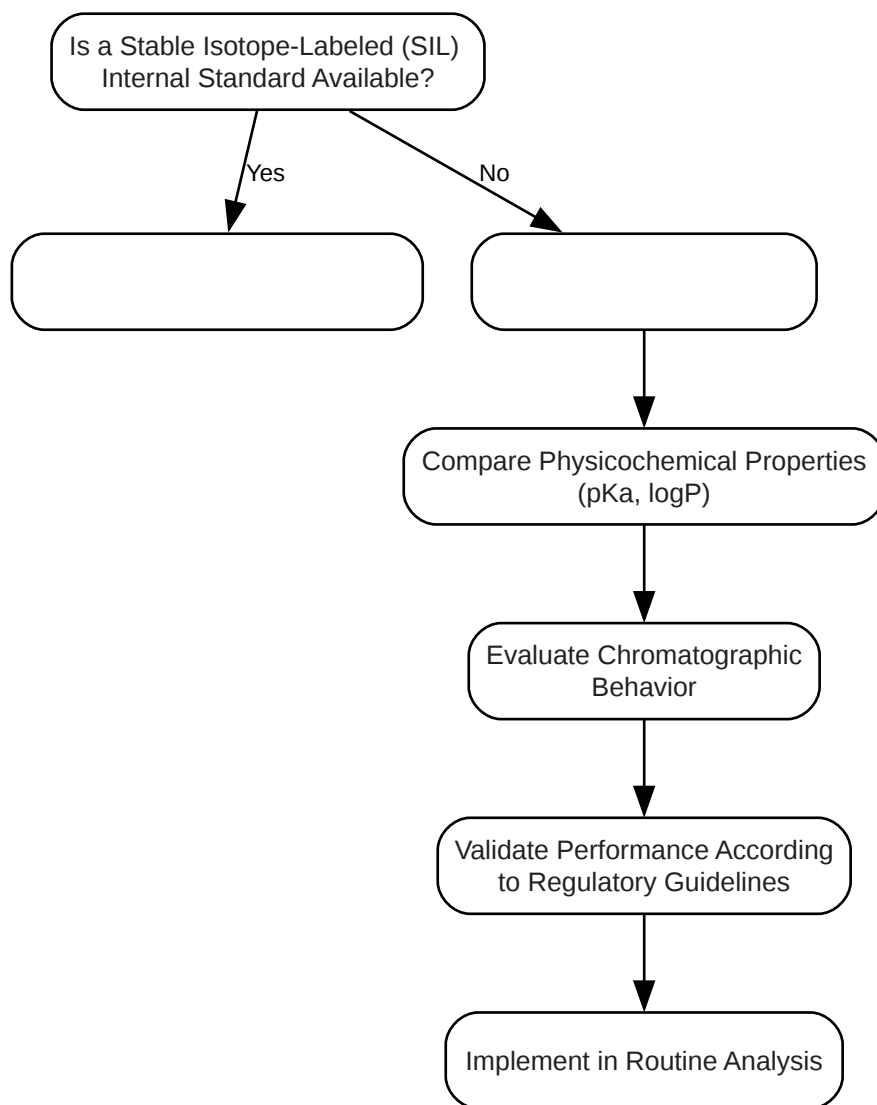 Is a Stable Isotope-Labeled (SIL)
Internal Standard Available?
Yes
No
Compare Physicochemical Properties
(pKa, logP)
Evaluate Chromatographic
Behavior
Validate Performance According
to Regulatory Guidelines
Implement in Routine Analysis